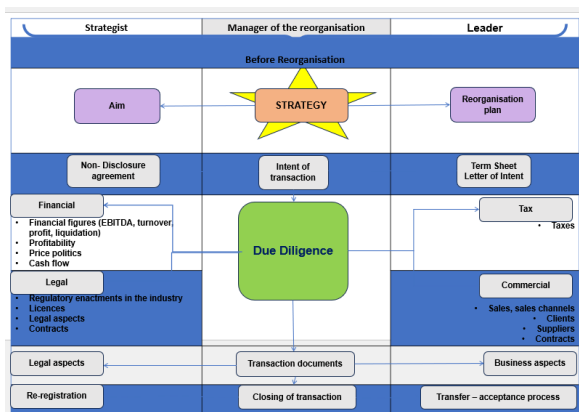 Strategist
Manager of the reorganisation
Leader
Before Reorganisation
Aim
STRATEGY
Reorganisation
plan
Non- Disclosure
agreement
Intent of
transaction
Term Sheet
Letter of Intent
Financial
• Financial figures (EBITDA, turnover,
profit, liquidation)
• Profitability
• Price politics
• Cash flow
Due Diligence
Tax
• Taxes
Legal
• Regulatory enactments in the industry
• Licences
• Legal aspects
• Contracts
Commercial
• Sales, sales channels
• Clients
• Suppliers
• Contracts
Legal aspects
Transaction documents
Business aspects
Re-registration
Closing of transaction
Transfer – acceptance process